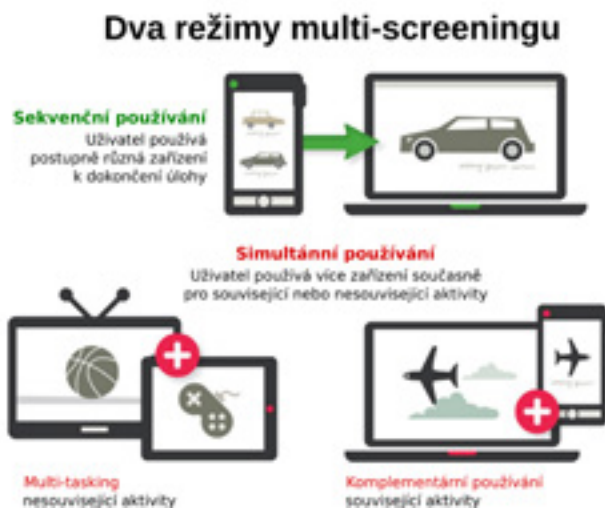 Dva režimy multi-screeningu
Sekvenční používání
Uživatel používá
postupně různá zařízení
k dokončení úlohy
Simultánní používání
Uživatel používá více zařízení současně
pro související nebo nesouvisející aktivity
Multi-tasking
nesouvisející aktivity
Komplementární používání
související aktivity